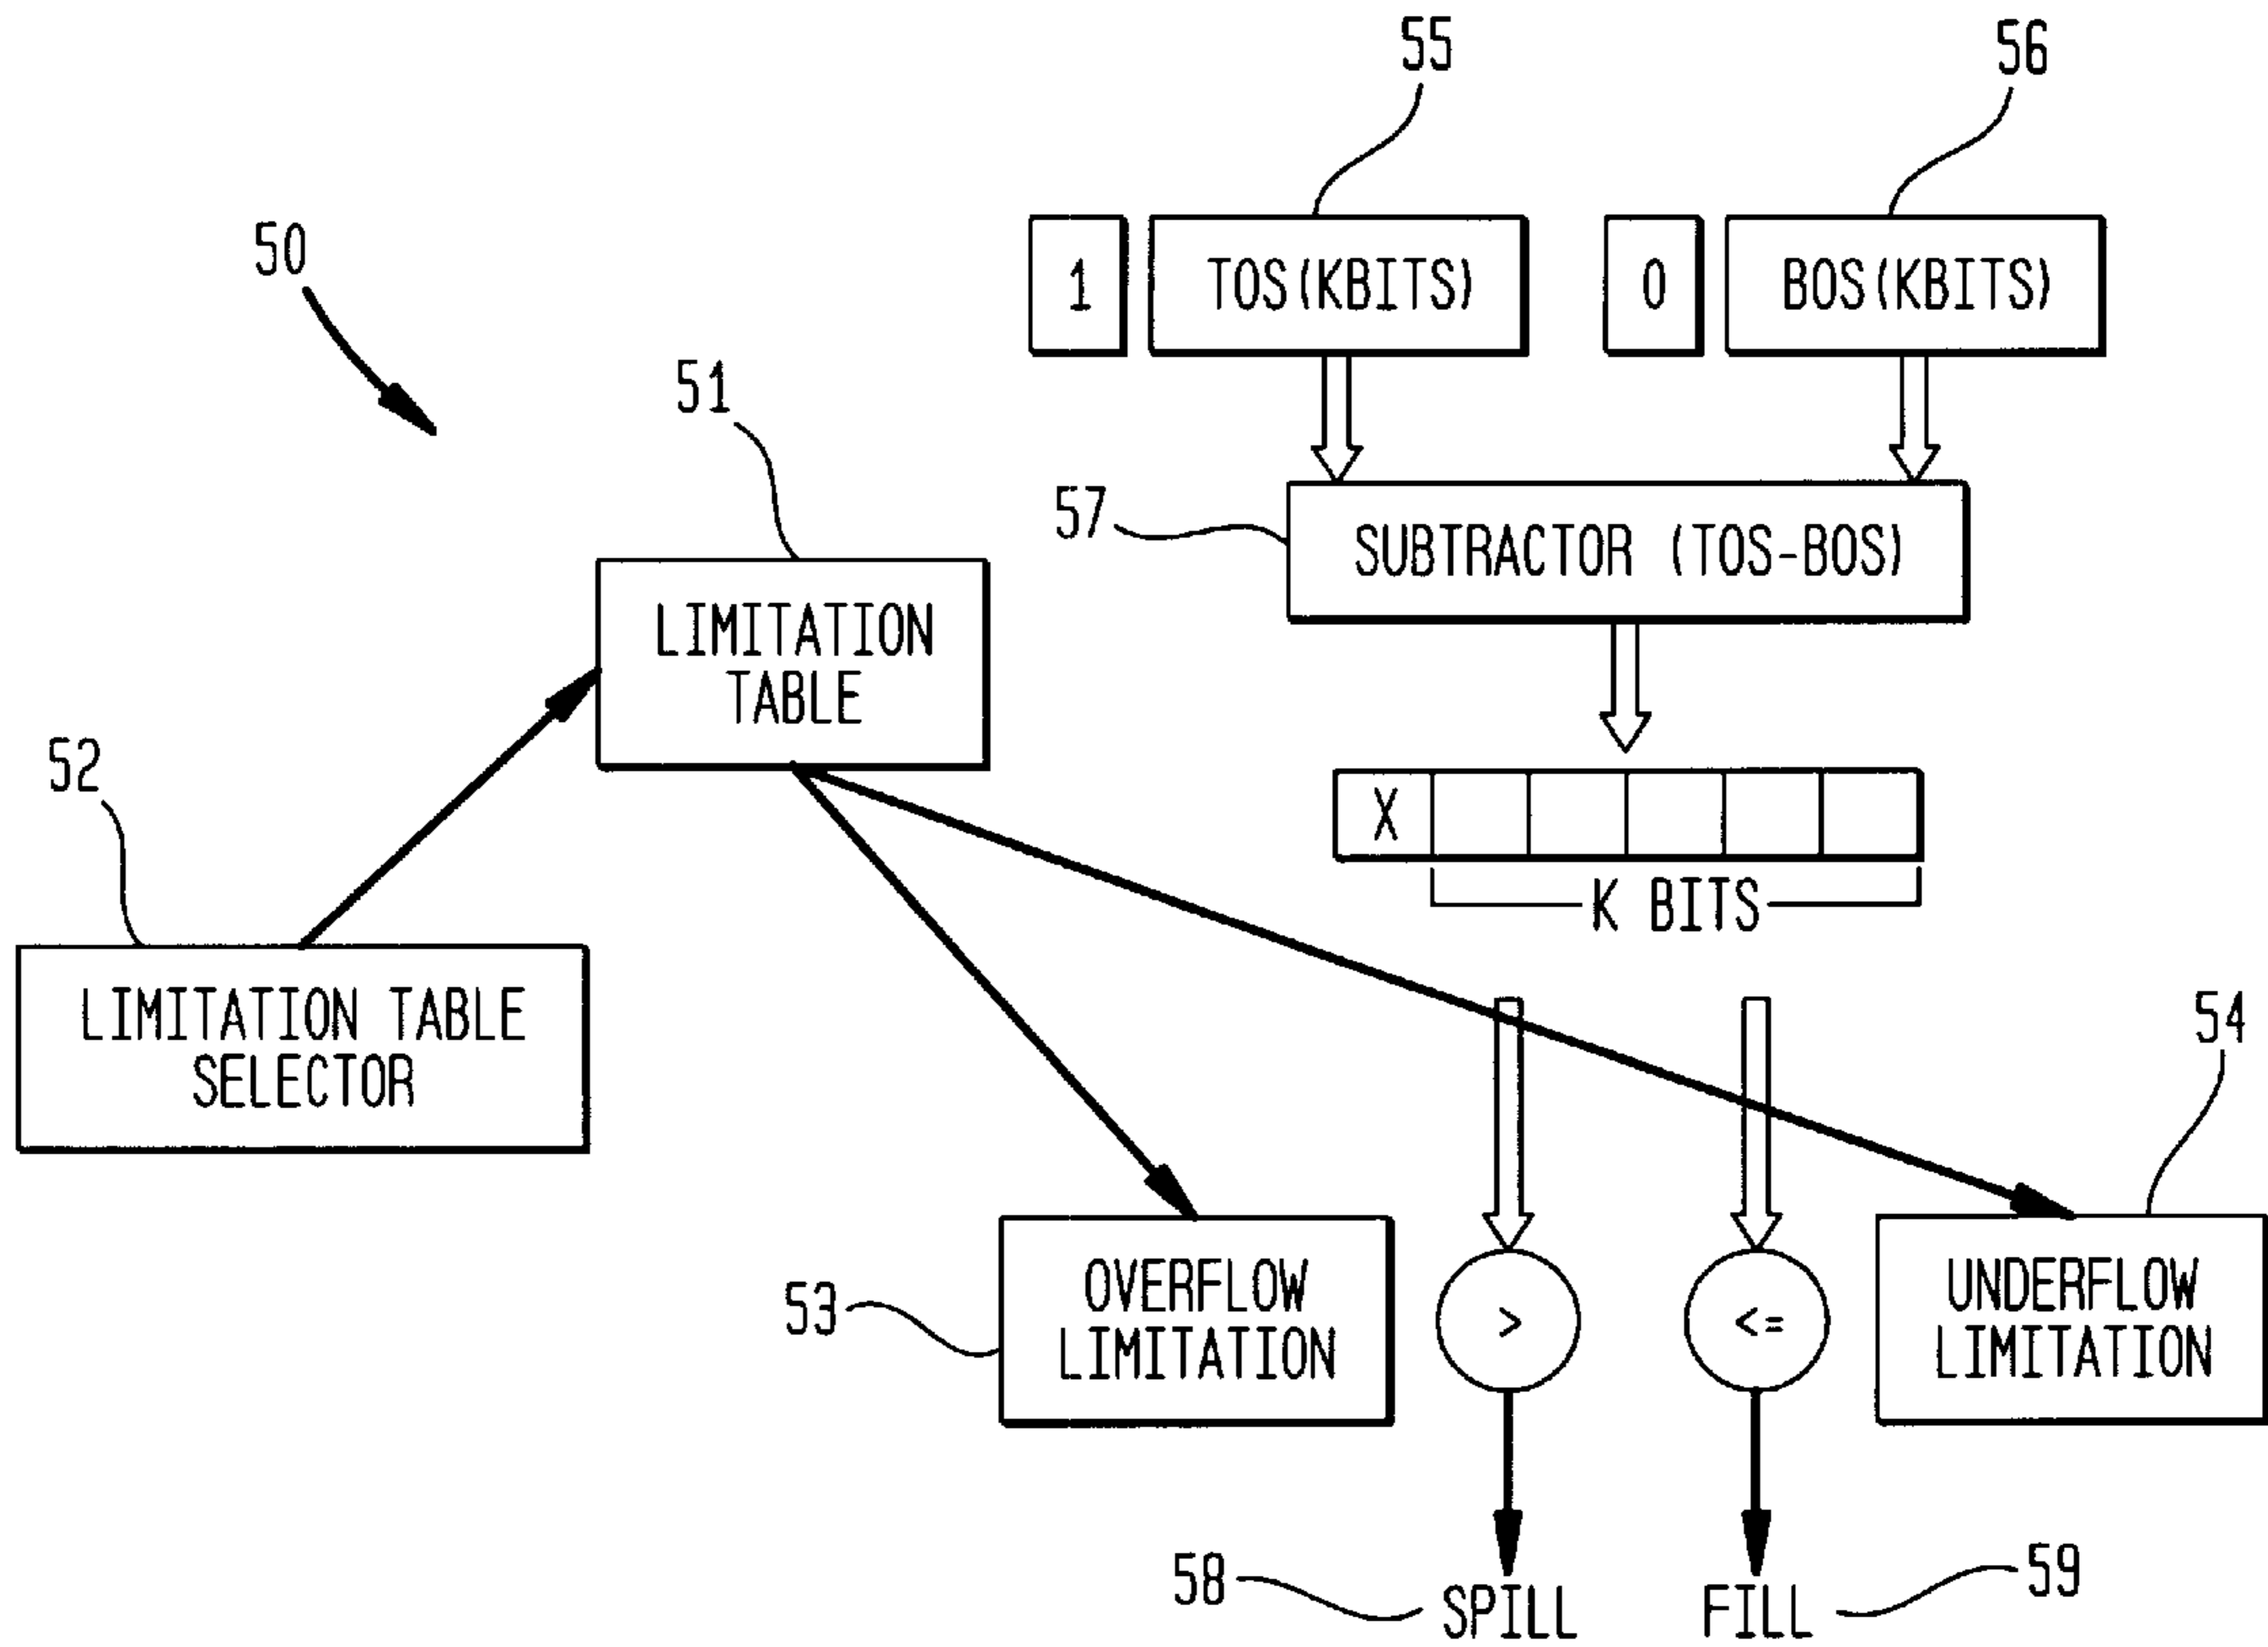 55
56
50
1
TOS(KBITS)
0
BOS(KBITS)
51
57
SUBTRACTOR (TOS-BOS)
LIMITATION
TABLE
52
X
K BITS
LIMITATION TABLE
SELECTOR
54
53
OVERFLOW
LIMITATION
>
<=
UNDERFLOW
LIMITATION
58
SPILL
FILL
59